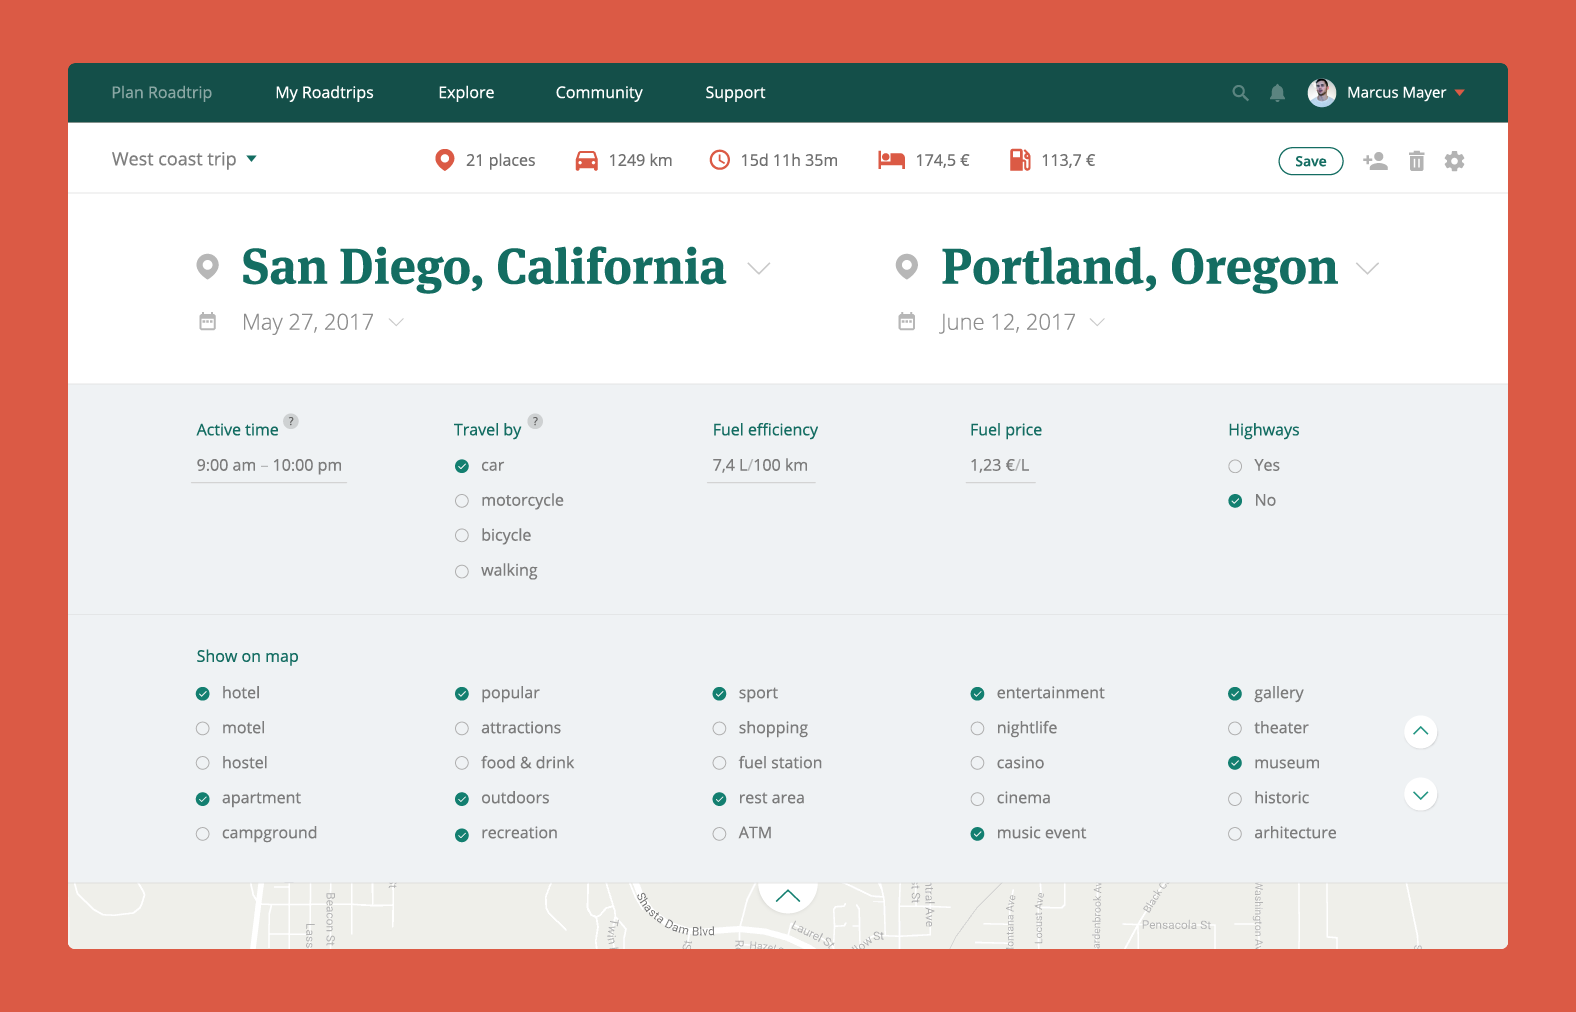 Plan Roadtrip My Roadtrips Explore Community Support Marcus Mayer
West coast trip 21 places 1249 km 15d 11h 35m 174,5 € 113,7 € Save
San Diego, California Portland, Oregon
May 27, 2017 June 12, 2017
Active time ? Travel by ? Fuel efficiency Fuel price Highways
9:00 am – 10:00 pm car 7,4 L/100 km 1,23 €/L Yes
motorcycle No
bicycle
walking
Show on map
hotel popular sport entertainment gallery
motel attractions shopping nightlife theater
hostel food & drink fuel station casino museum
apartment outdoors rest area cinema historic
campground recreation ATM music event arhitecture
Beacon St
Shasta Dam Blvd
Laurel St
Locust Ave
Pensacola St